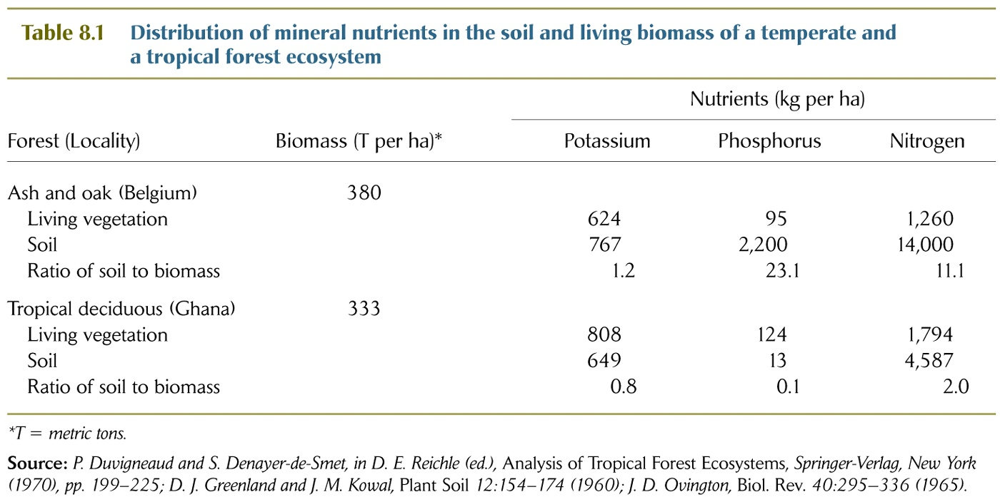 Table 8.1 Distribution of mineral nutrients in the soil and living biomass of a temperate and
a tropical forest ecosystem
Nutrients (kg per ha)
Forest (Locality) Biomass (T per ha)* Potassium Phosphorus Nitrogen
Ash and oak (Belgium) 380
Living vegetation 624 95 1,260
Soil 767 2,200 14,000
Ratio of soil to biomass 1.2 23.1 11.1
Tropical deciduous (Ghana) 333
Living vegetation 808 124 1,794
Soil 649 13 4,587
Ratio of soil to biomass 0.8 0.1 2.0
*T = metric tons.
Source: P. Duvigneaud and S. Denayer-de-Smet, in D. E. Reichle (ed.), Analysis of Tropical Forest Ecosystems, Springer-Verlag, New York
(1970), pp. 199–225; D. J. Greenland and J. M. Kowal, Plant Soil 12:154–174 (1960); J. D. Ovington, Biol. Rev. 40:295–336 (1965).